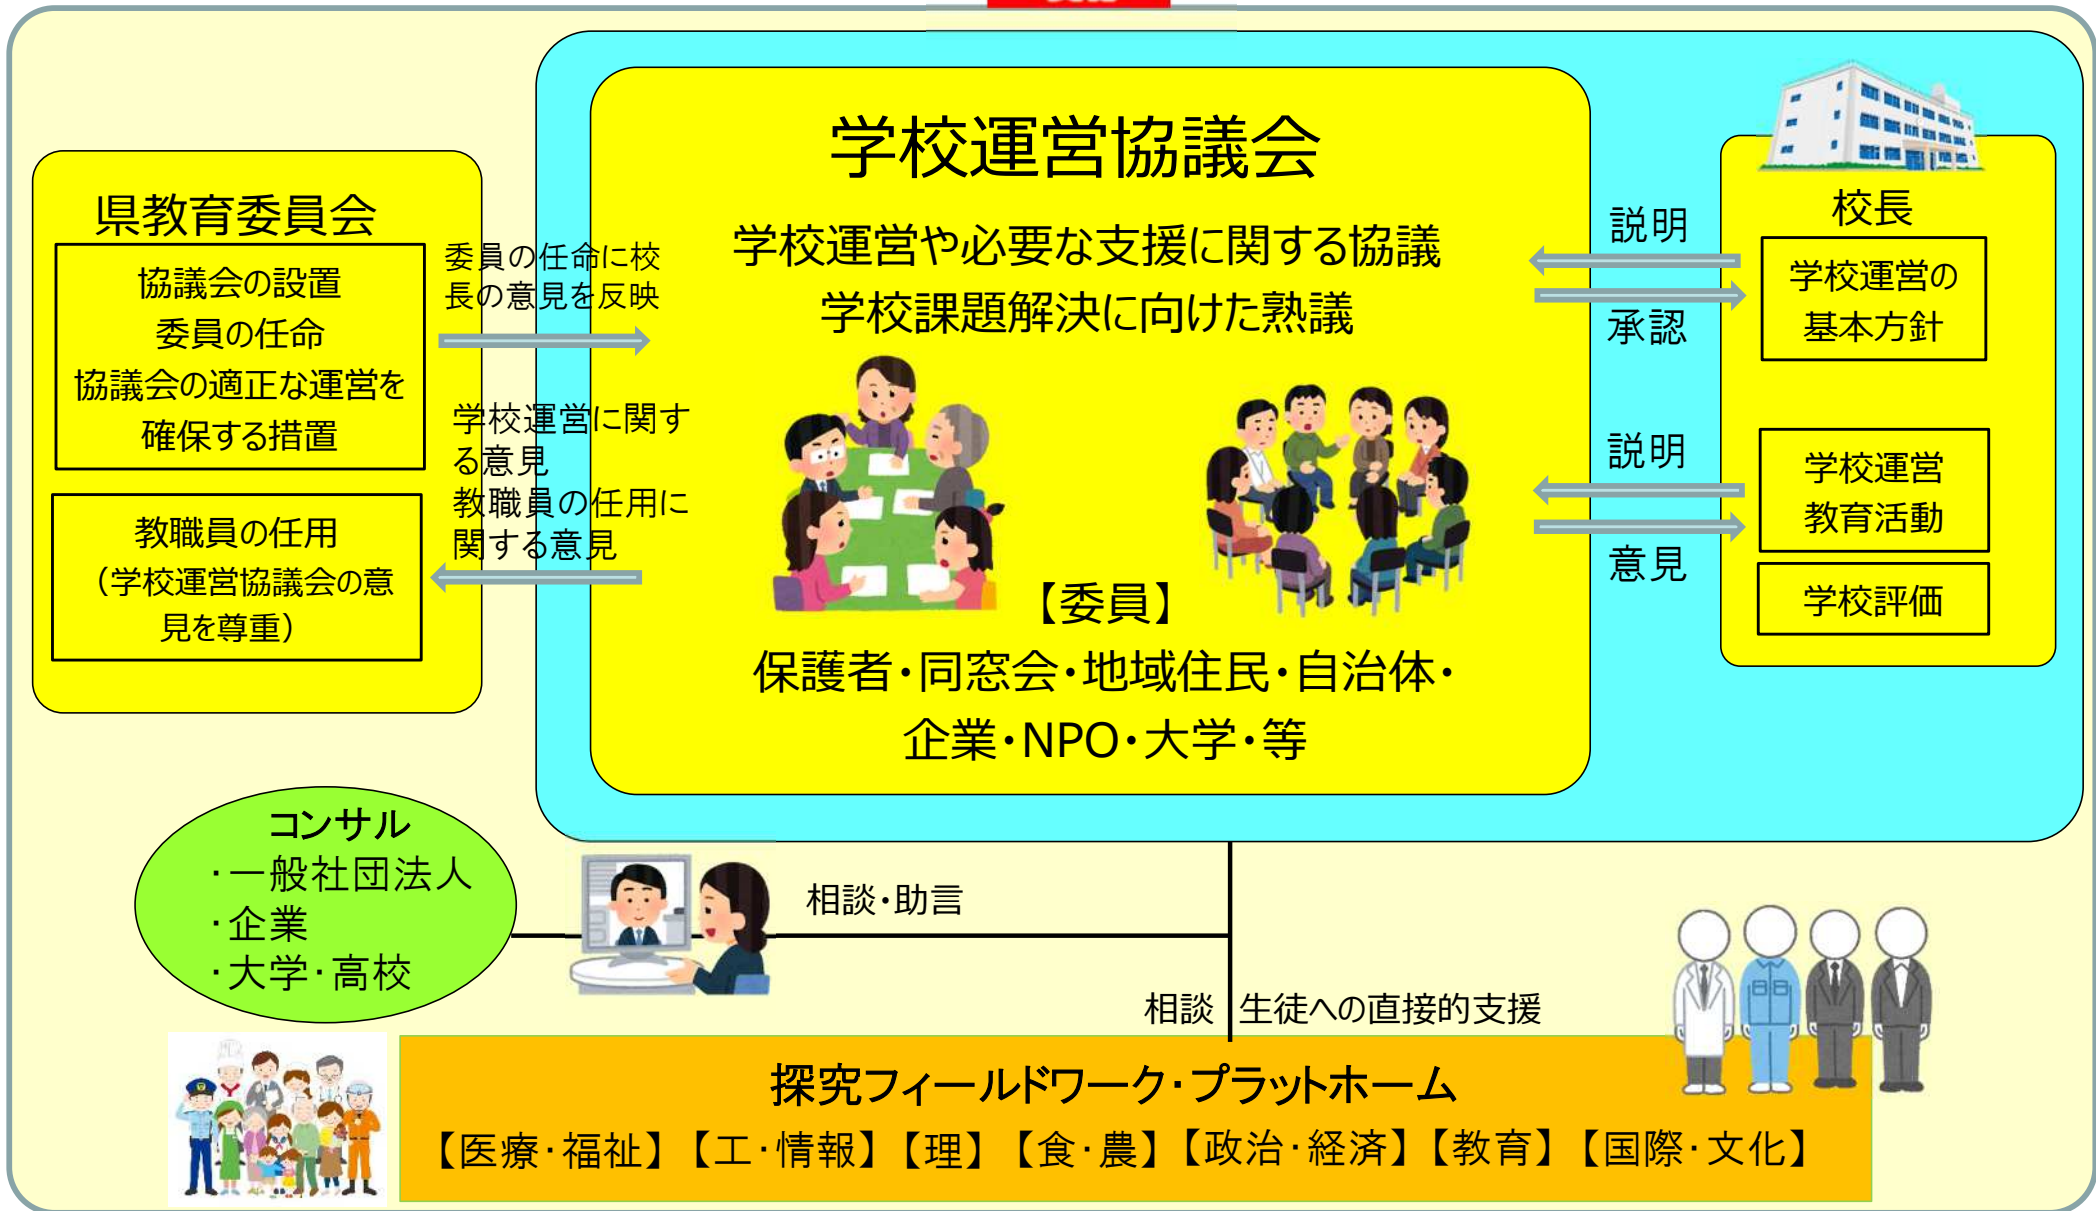 学校運営協議会
学校運営や必要な支援に関する協議
学校課題解決に向けた熟議
【委員】
保護者・同窓会・地域住民・自治体・
企業・NPO・大学・等
県教育委員会
協議会の設置
委員の任命
協議会の適正な運営を
確保する措置
教職員の任用
（学校運営協議会の意
見を尊重）
委員の任命に校
長の意見を反映
学校運営に関す
る意見
教職員の任用に
関する意見
説明
承認
説明
意見
校長
学校運営の
基本方針
学校運営
教育活動
学校評価
コンサル
・一般社団法人
・企業
・大学・高校
相談・助言
相談
生徒への直接的支援
探究フィールドワーク・プラットホーム
【医療・福祉】【工・情報】【理】【食・農】【政治・経済】【教育】【国際・文化】